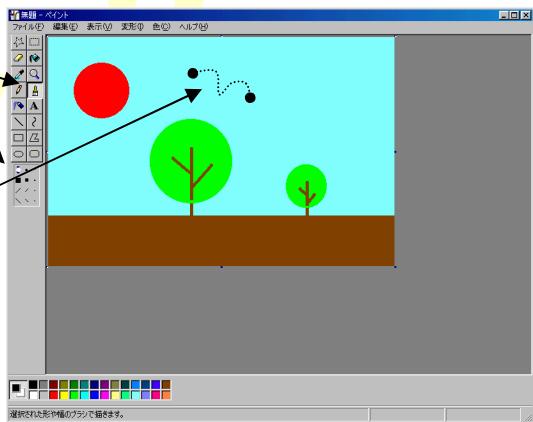 無題 - ペイント
ファイル(F) 編集(E) 表示(V) 変形(I) 色(C) ヘルプ(H)
A
選択された形や幅のブラシで描きます。